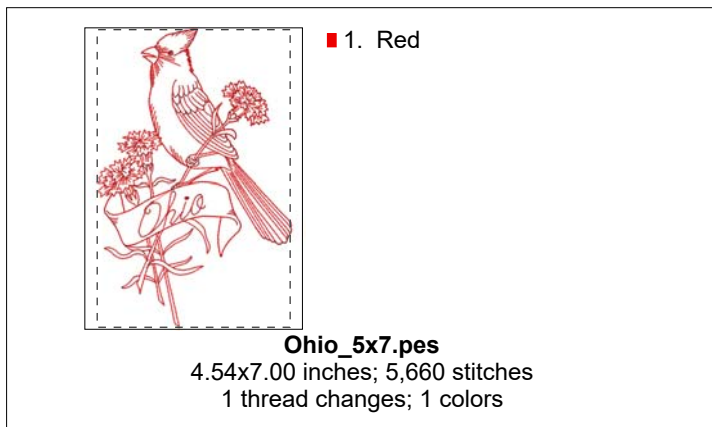 1. Red
Ohio
Ohio_5x7.pes
4.54x7.00 inches; 5,660 stitches
1 thread changes; 1 colors